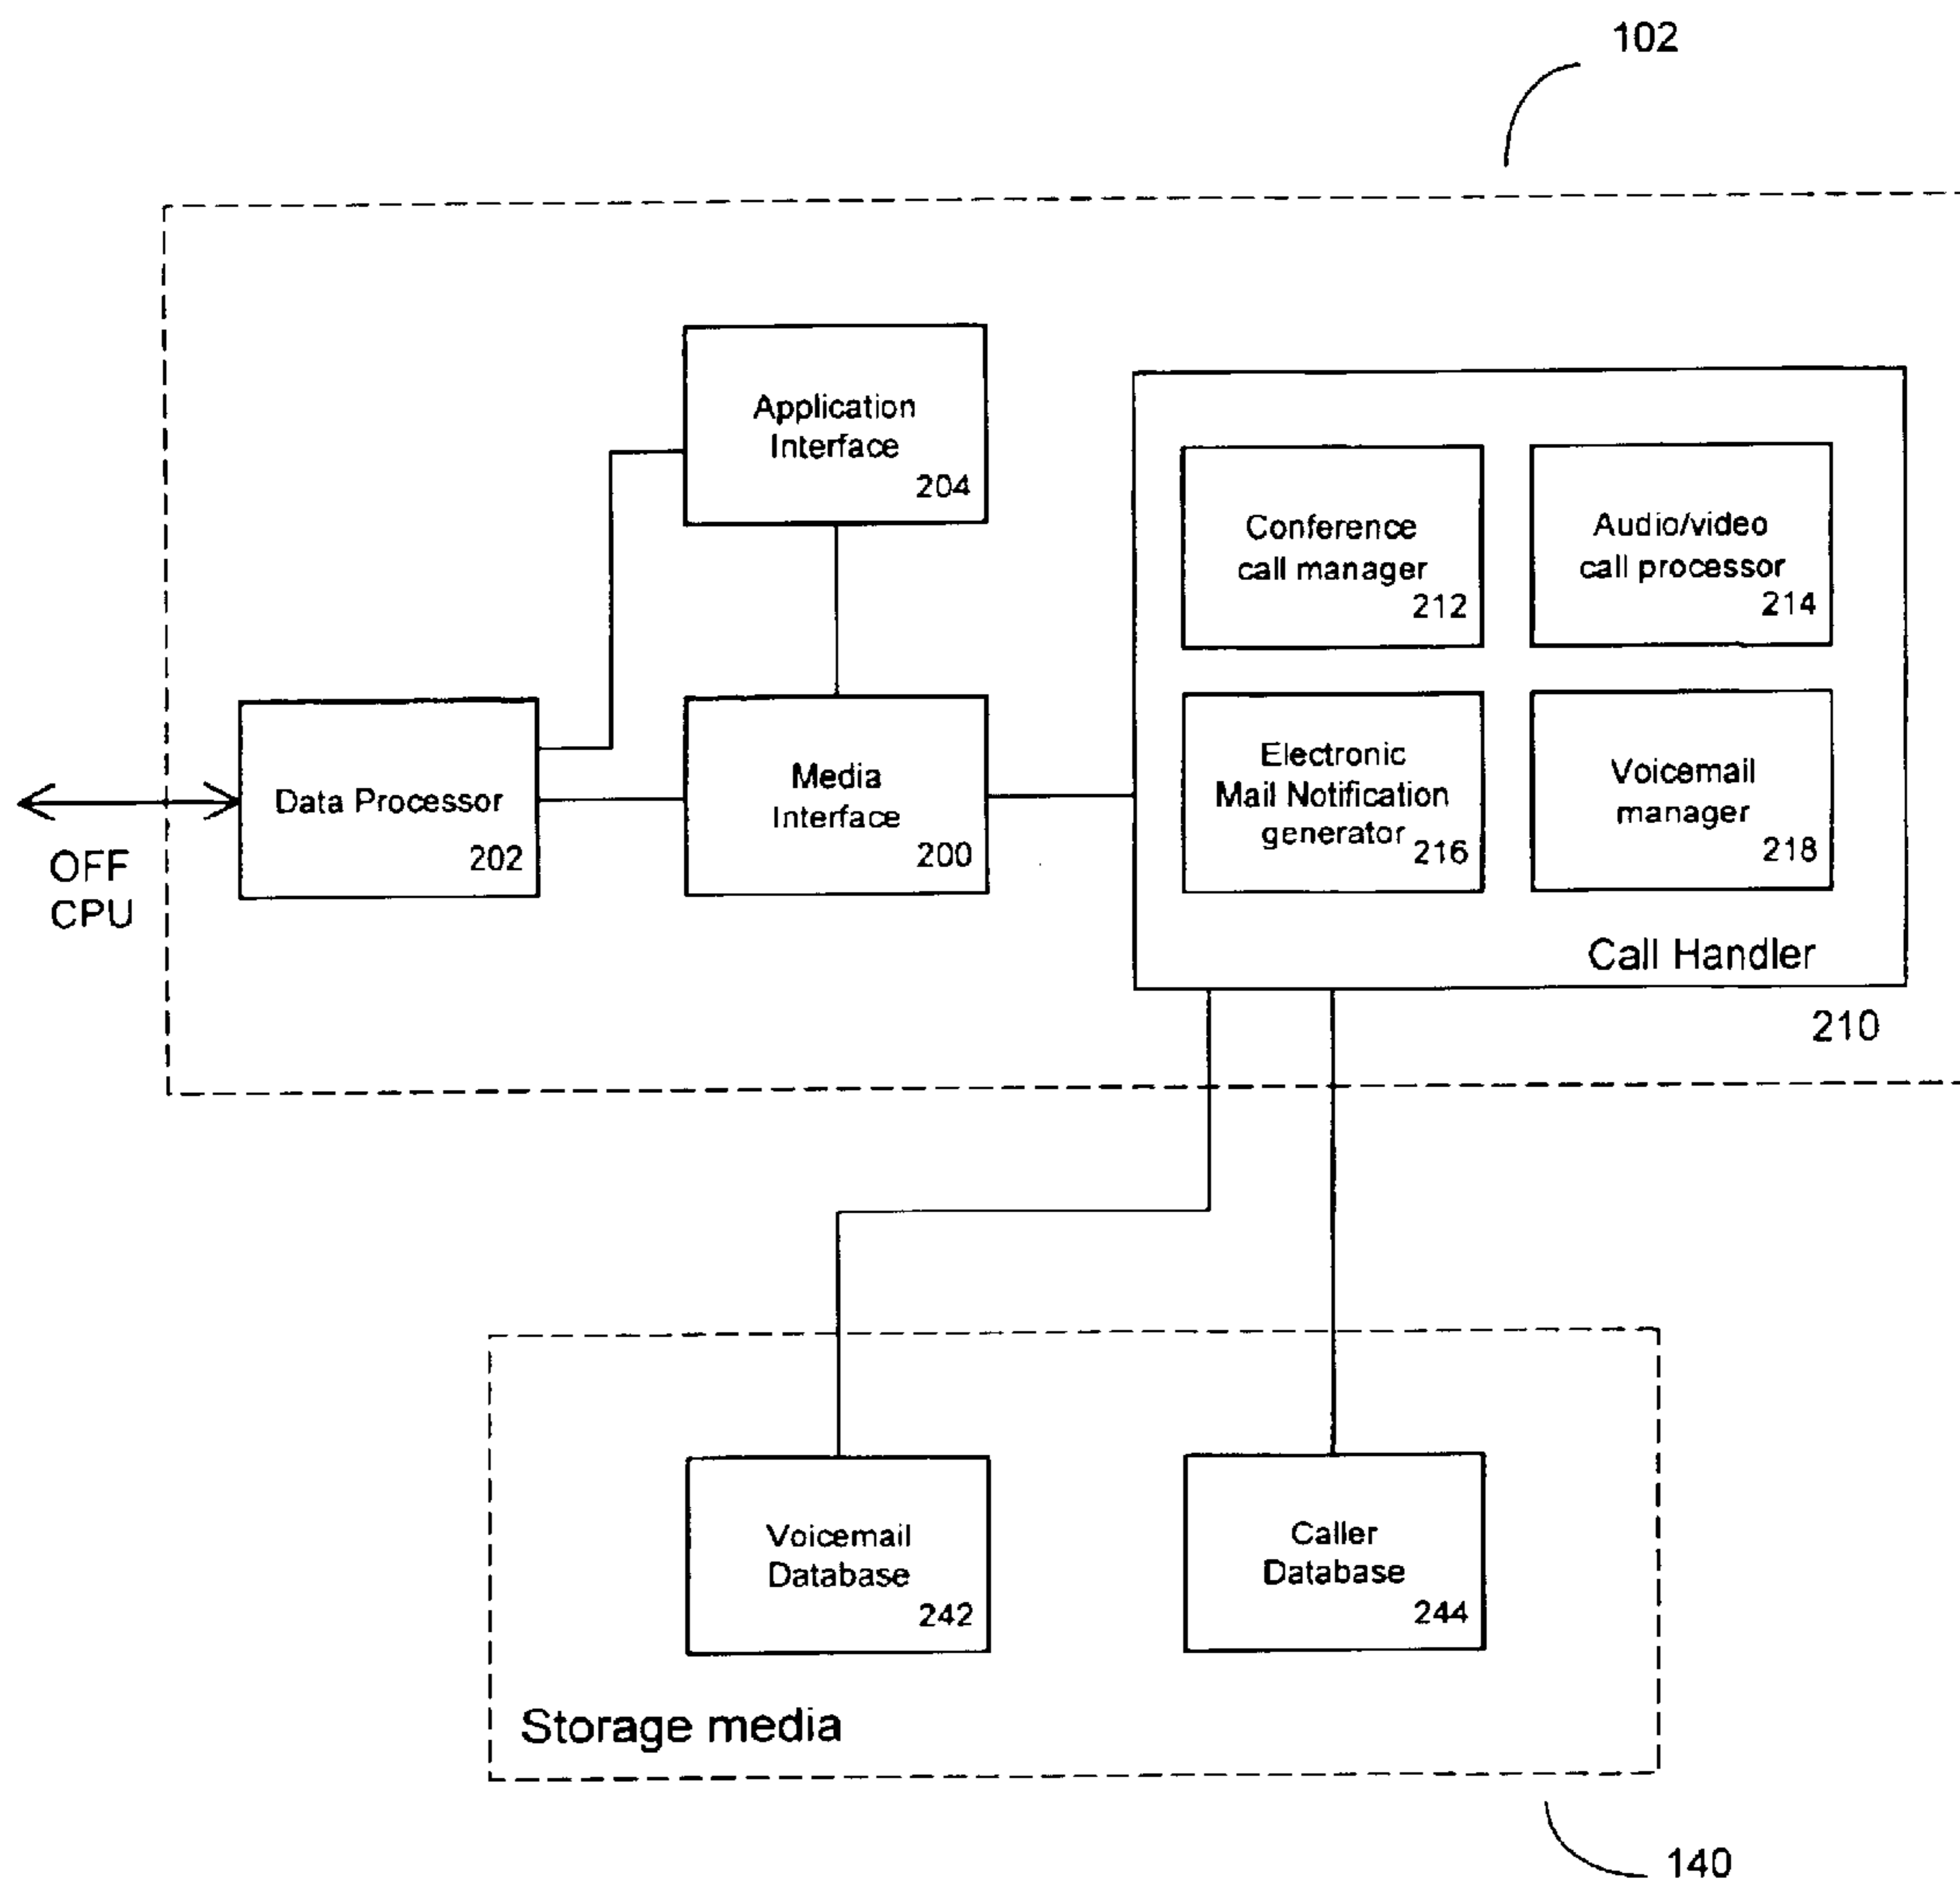 102
Application
Interface
204
Conference
call manager
212
Audio/video
call processor
214
Data Processor
202
Media
Interface
200
Electronic
Mail Notification
generator
216
Voicemail
manager
218
OFF
CPU
Call Handler
210
Voicemail
Database
242
Caller
Database
244
Storage media
140